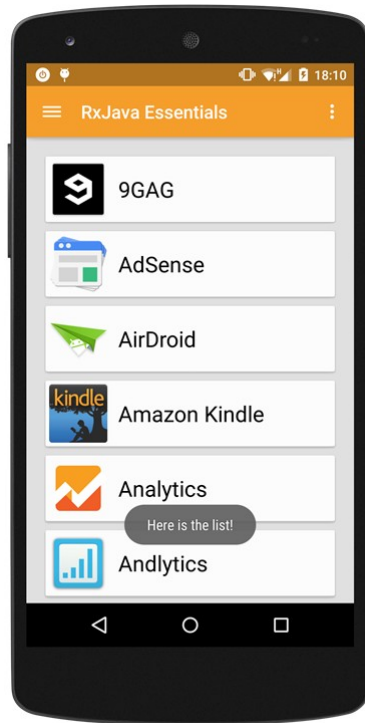 18:10
RxJava Essentials
9GAG
AdSense
AirDroid
kindle
Amazon Kindle
Analytics
Here is the list!
Andlytics